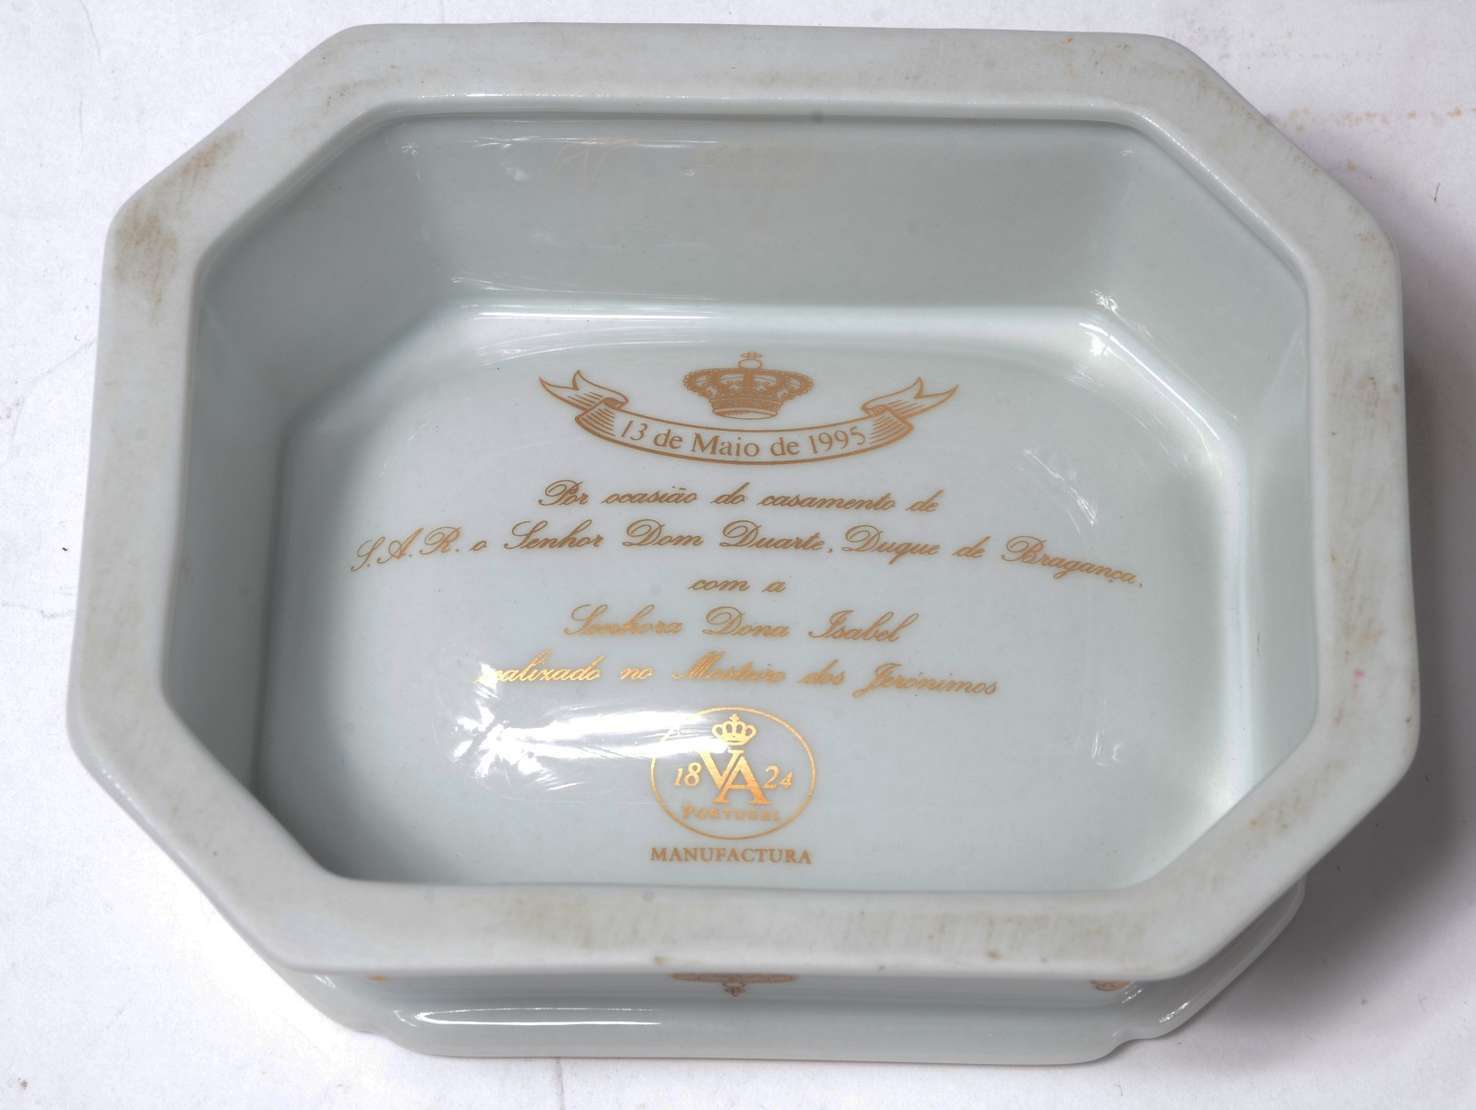 13 de Maio de 1995
Por ocasião do casamento de
S.A.R. o Senhor Dom Duarte, Duque de Bragança,
com a
Senhora Dona Isabel
realizado no Mosteiro dos Jerónimos
18 VA 24
PORTUGAL
MANUFACTURA